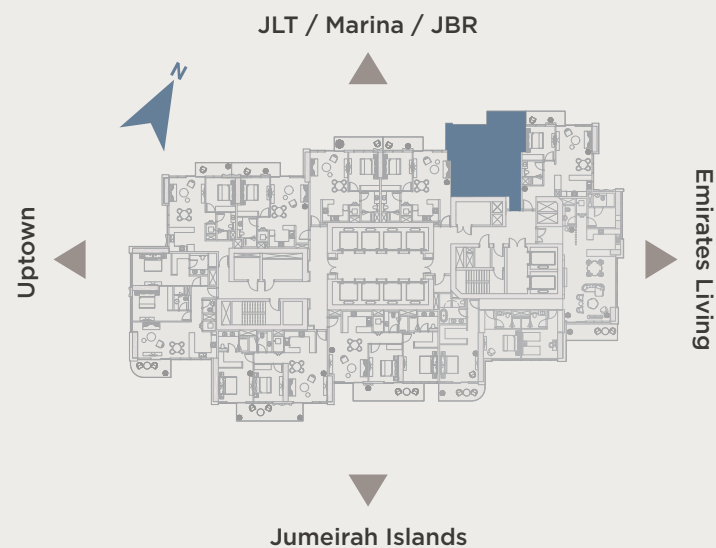 JLT / Marina / JBR
N
Uptown
Emirates Living
Jumeirah Islands